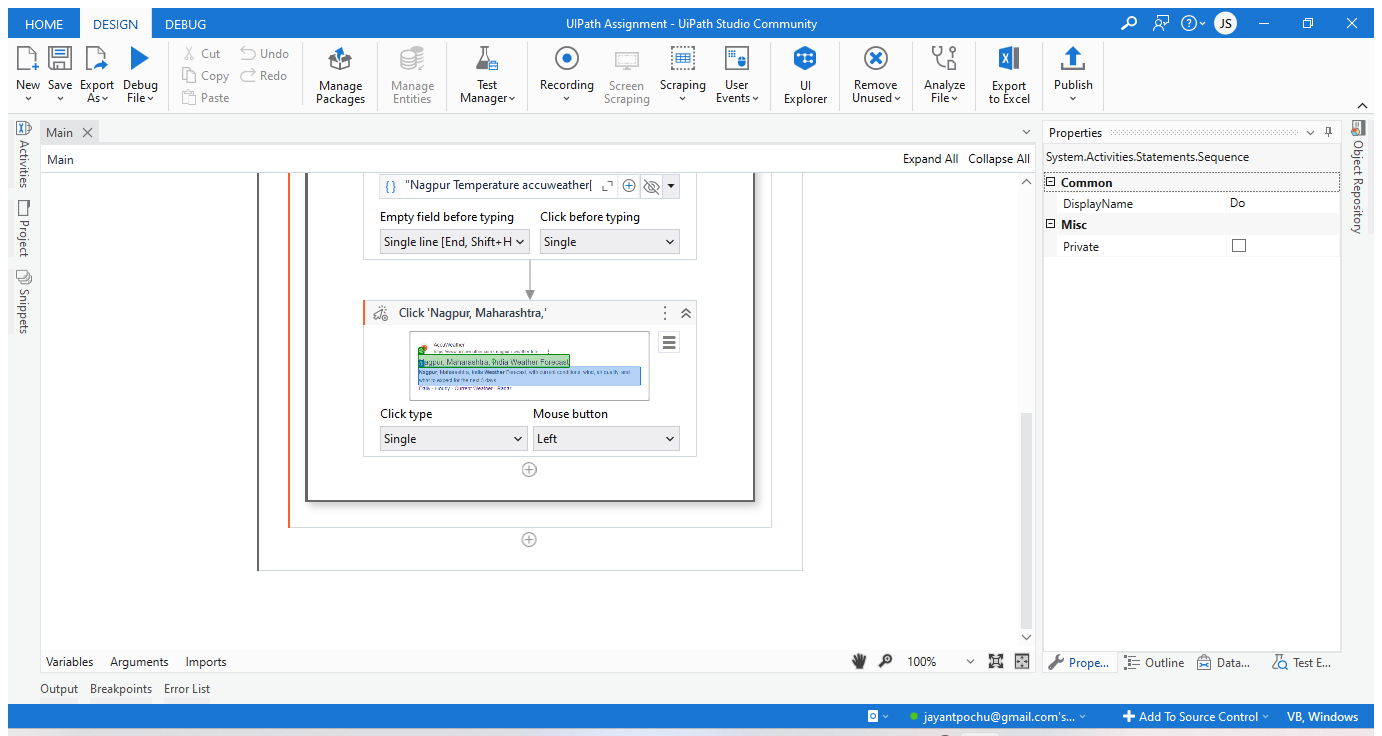 HOME DESIGN DEBUG UIPath Assignment - UiPath Studio Community ? JS
New Save Export As Debug File
Cut Copy Paste Undo Redo
Manage Packages
Manage Entities
Test Manager
Recording
Screen Scraping
Scraping
User Events
UI Explorer
Remove Unused
Analyze File
Export to Excel
Publish
Activities
Project
Snippets
Main
Main Expand All Collapse All
{} "Nagpur Temperature accuweather[
Empty field before typing Click before typing
Single line [End, Shift+H Single
Click 'Nagpur, Maharashtra,'
AccuWeather
Nagpur, Maharashtra, India Weather Forecast
Nagpur, Maharashtra, India Weather Forecast, with current conditions, wind, air quality, and
what to expect for the next 3 days.
Daily · Hourly · Current Weather · Radar
Click type Mouse button
Single Left
Properties
System.Activities.Statements.Sequence
Common
DisplayName Do
Misc
Private
Object Repository
Variables Arguments Imports 100%
Prope... Outline Data... Test E...
Output Breakpoints Error List
jayantpochu@gmail.com's... Add To Source Control VB, Windows